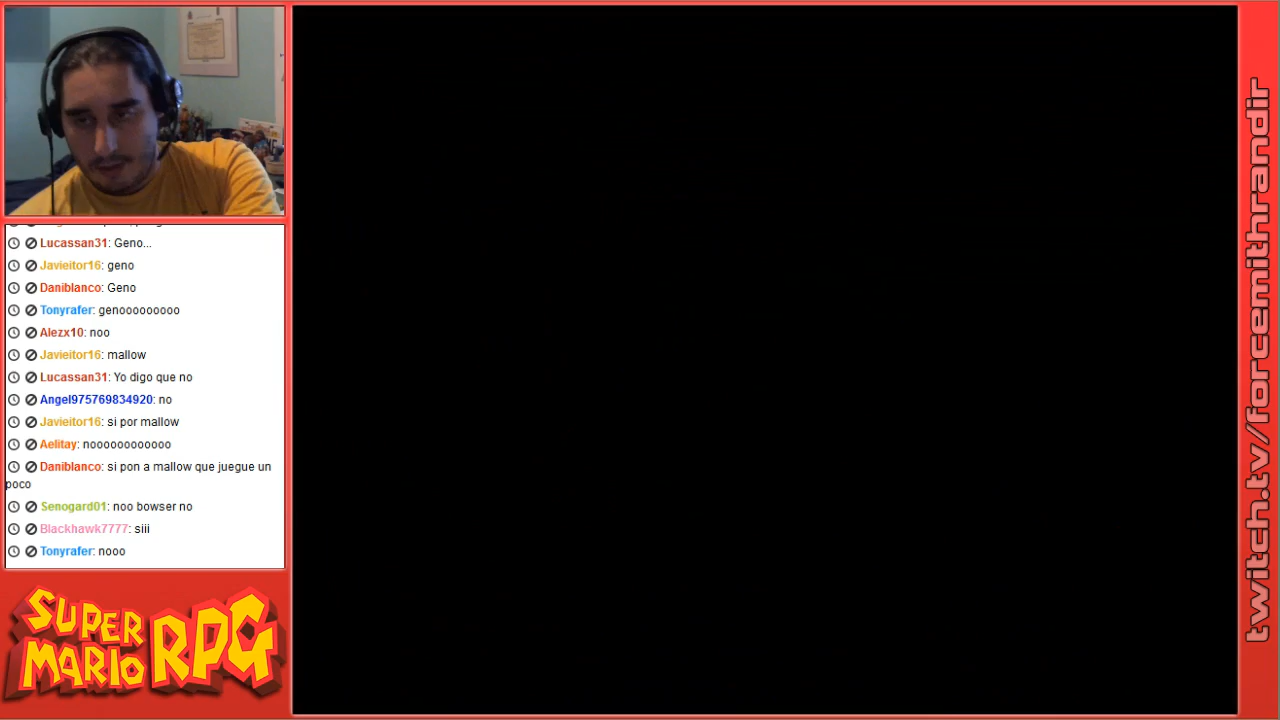 Lucassan31: Geno...
Javieitor16: geno
Daniblanco: Geno
Tonyrafer: genooooooooo
Alezx10: noo
Javieitor16: mallow
Lucassan31: Yo digo que no
Angel975769834920: no
Javieitor16: si por mallow
Aelitay: noooooooooooo
Daniblanco: si pon a mallow que juegue un
poco
Senogard01: noo bowser no
Blackhawk7777: siii
Tonyrafer: nooo
SUPER
MARIO RPG
twitch.tv/forcemithrandir